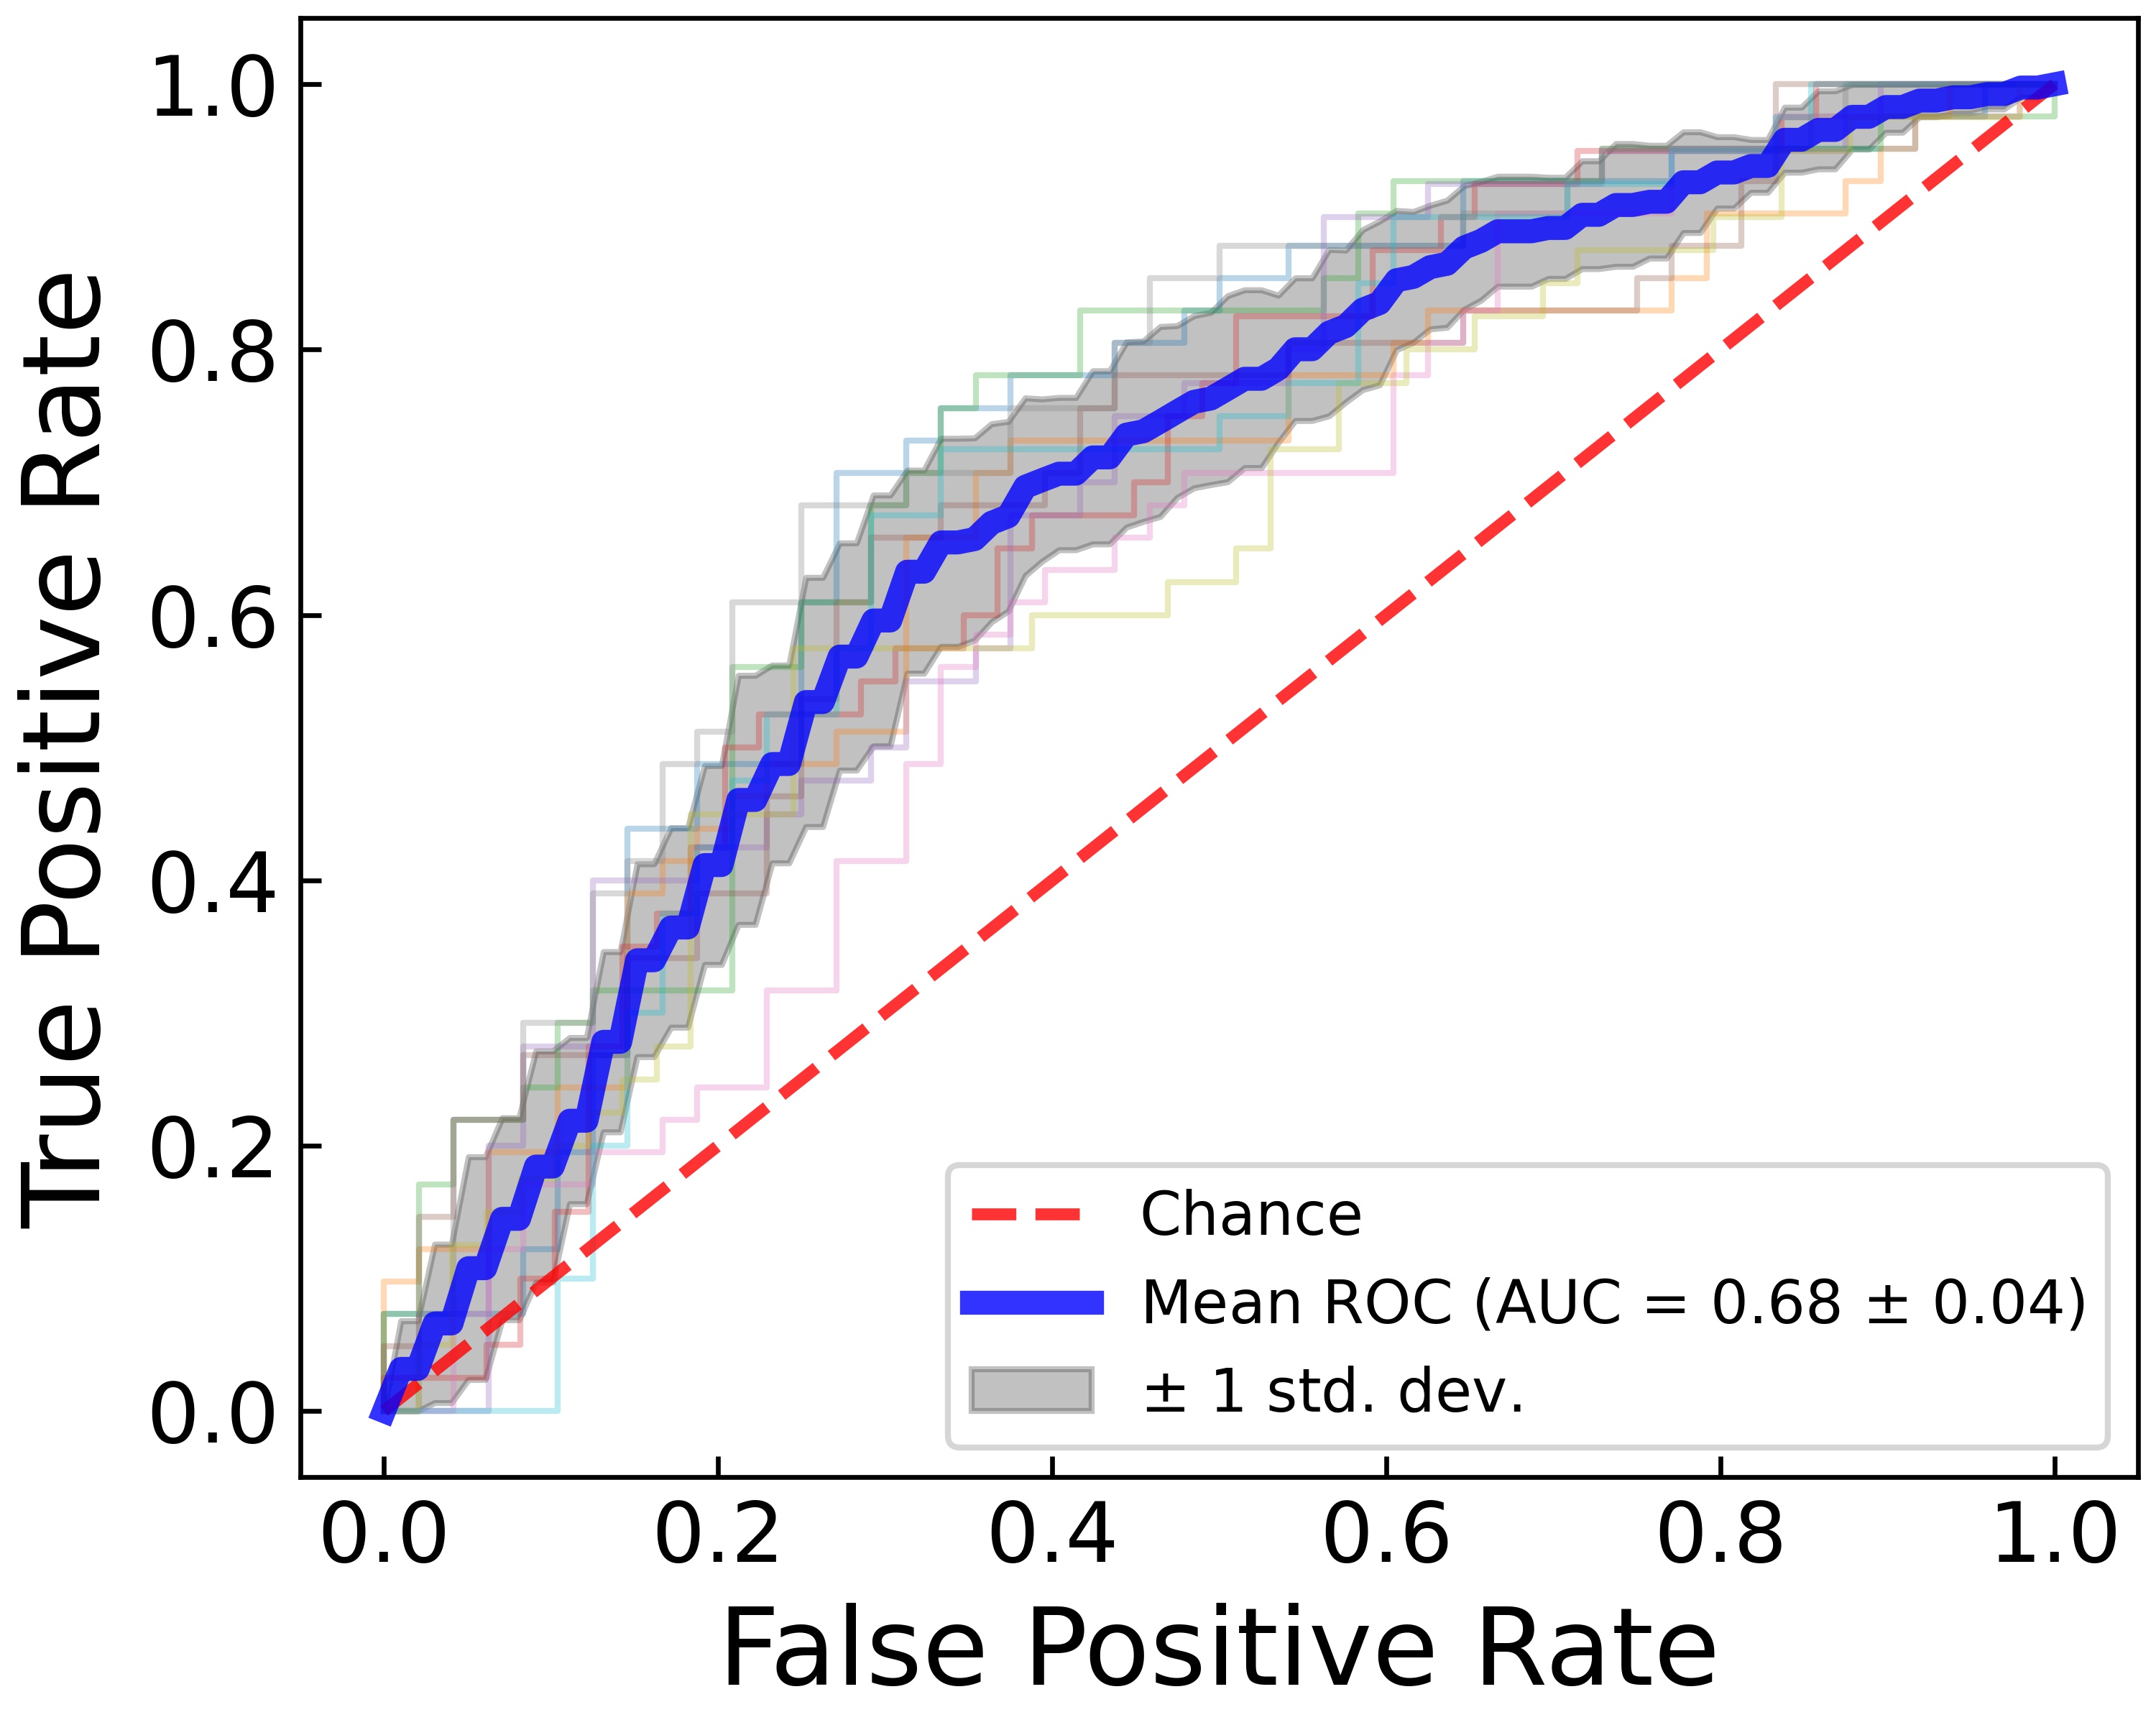 True Positive Rate
1.0
0.8
0.6
0.4
0.2
0.0
Chance
Mean ROC (AUC = 0.68 ± 0.04)
± 1 std. dev.
0.0 0.2 0.4 0.6 0.8 1.0
False Positive Rate